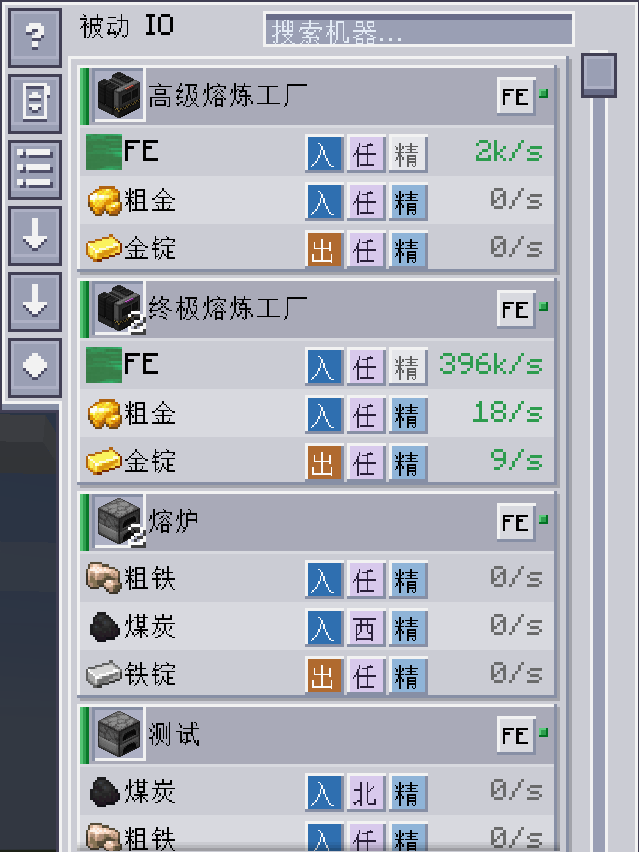 ?
被动 IO
搜索机器...
高级熔炼工厂 FE
FE 入 任 精 2k/s
粗金 入 任 精 0/s
金锭 出 任 精 0/s
2 终极熔炼工厂 FE
FE 入 任 精 396k/s
粗金 入 任 精 18/s
金锭 出 任 精 9/s
2 熔炉 FE
粗铁 入 任 精 0/s
煤炭 入 西 精 0/s
铁锭 出 任 精 0/s
测试 FE
煤炭 入 北 精 0/s
粗铁 入 任 精 0/s